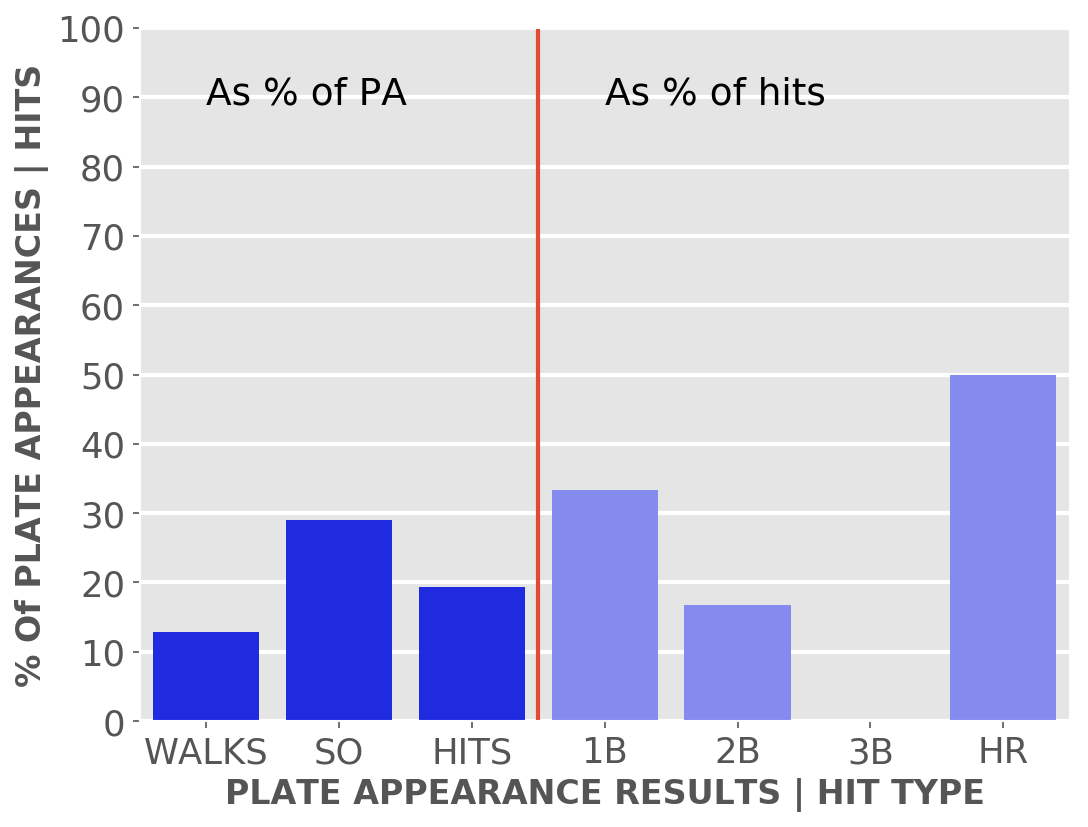 % Of PLATE APPEARANCES | HITS
100
90
80
70
60
50
40
30
20
10
0
As % of PA
As % of hits
WALKS SO HITS 1B 2B 3B HR
PLATE APPEARANCE RESULTS | HIT TYPE